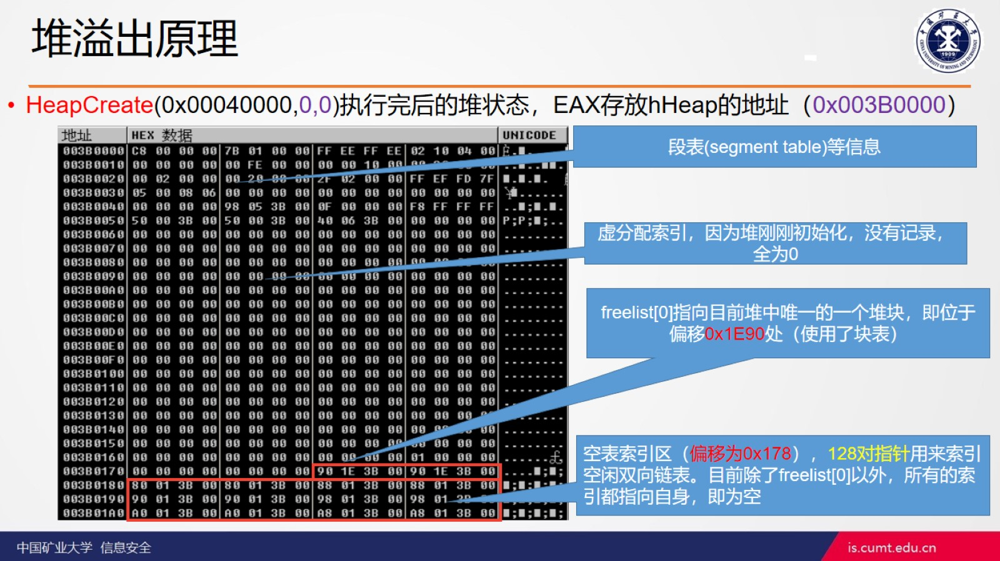 堆溢出原理
• HeapCreate(0x00040000,0,0)执行完后的堆状态，EAX存放hHeap的地址（0x003B0000）
地址 HEX 数据 UNICODE
003B0000 C8 00 00 00 7B 01 00 00 FF EE FF EE 02 10 04 00
003B0010 00 00 00 00 00 FE 00 00 00 00 10 00 00
003B0020 00 02 00 00 00 20 00 00 2F 02 00 00 FF EF FD 7F
003B0030 05 00 08 06 00 00 00 00 00 00 00 00 00 00 00 00
003B0040 00 00 00 00 98 05 3B 00 0F 00 00 00 F8 FF FF FF
003B0050 50 00 3B 00 50 00 3B 00 40 06 3B 00 00 00 00 00 P;P;■;..
003B0060 00 00 00 00 00 00 00 00 00 00 00 00 00 00 00 00 ........
003B0070 00 00 00 00 00 00 00 00 00 00 00 00 00 00 00 00 ........
003B0080 00 00 00 00 00 00 00 00 00 00 00 00 00 00 00 00 ........
003B0090 00 00 00 00 00 00 00 00 00 00 00 00 00 00 00 00 ........
003B00A0 00 00 00 00 00 00 00 00 00 00 00 00 00 00 00 00 ........
003B00B0 00 00 00 00 00 00 00 00 00 00 00 00 00 00 00 00 ........
003B00C0 00 00 00 00 00 00 00 00 00 00 00 00 00 00 00 00 ........
003B00D0 00 00 00 00 00 00 00 00 00 00 00 00 00 00 00 00 ........
003B00E0 00 00 00 00 00 00 00 00 00 00 00 00 00 00 00 00 ........
003B00F0 00 00 00 00 00 00 00 00 00 00 00 00 00 00 00 00 ........
003B0100 00 00 00 00 00 00 00 00 00 00 00 00 00 00 00 00 ........
003B0110 00 00 00 00 00 00 00 00 00 00 00 00 00 00 00 00 ........
003B0120 00 00 00 00 00 00 00 00 00 00 00 00 00 00 00 00
003B0130 00 00 00 00 00 00 00 00 00 00 00 00 00 00 00 00 ........
003B0140 00 00 00 00 00 00 00 00 00 00 00 00 00 00 00 ........
003B0150 00 00 00 00 00 00 00 00 00 00 00 00 00 00 00 00 ........
003B0160 00 00 00 00 00 00 00 00 00 00 00 00 01 00 00 00
003B0170 00 00 00 00 00 00 00 00 90 1E 3B 00 90 1E 3B 00 ....■;■;
003B0180 80 01 3B 00 80 01 3B 00 88 01 3B 00 88 01 3B 00 ■;■;■;■;
003B0190 90 01 3B 00 90 01 3B 00 98 01 3B 00 98 01 3B 00
003B01A0 A0 01 3B 00 A0 01 3B 00 A8 01 3B 00 A8 01 3B 00 ■;■;■;■;
段表(segment table)等信息
虚分配索引，因为堆刚刚初始化，没有记录，
全为0
freelist[0]指向目前堆中唯一的一个堆块，即位于
偏移0x1E90处（使用了块表）
空表索引区（偏移为0x178），128对指针用来索引
空闲双向链表。目前除了freelist[0]以外，所有的索
引都指向自身，即为空
中国矿业大学 信息安全
is.cumt.edu.cn
中国矿业大学
CHINA UNIVERSITY OF MINING AND TECHNOLOGY
1909